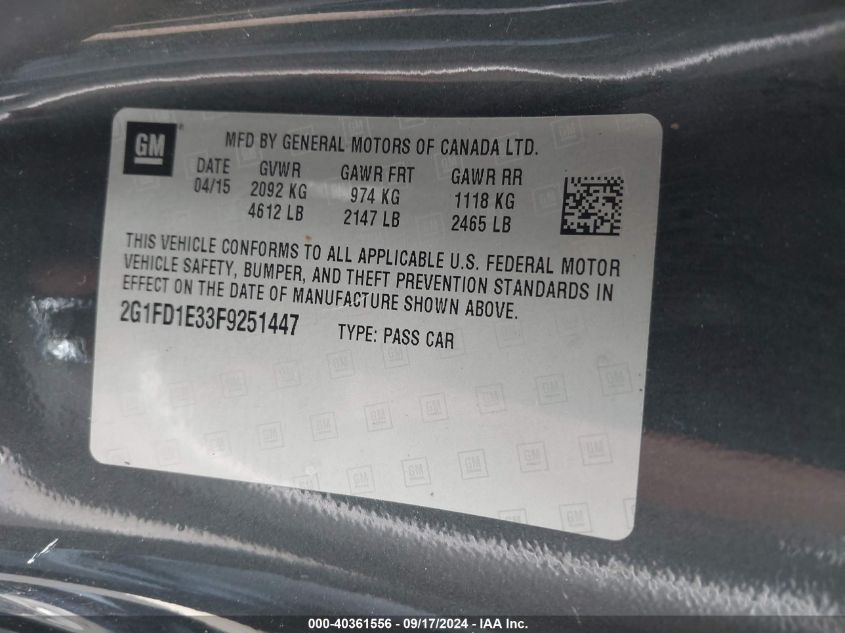 GM
MFD BY GENERAL MOTORS OF CANADA LTD.
DATE GVWR GAWR FRT GAWR RR
04/15 2092 KG 974 KG 1118 KG
4612 LB 2147 LB 2465 LB
THIS VEHICLE CONFORMS TO ALL APPLICABLE U.S. FEDERAL MOTOR
VEHICLE SAFETY, BUMPER, AND THEFT PREVENTION STANDARDS IN
EFFECT ON THE DATE OF MANUFACTURE SHOWN ABOVE.
2G1FD1E33F9251447 TYPE: PASS CAR
000-40361556 - 09/17/2024 - IAA Inc.